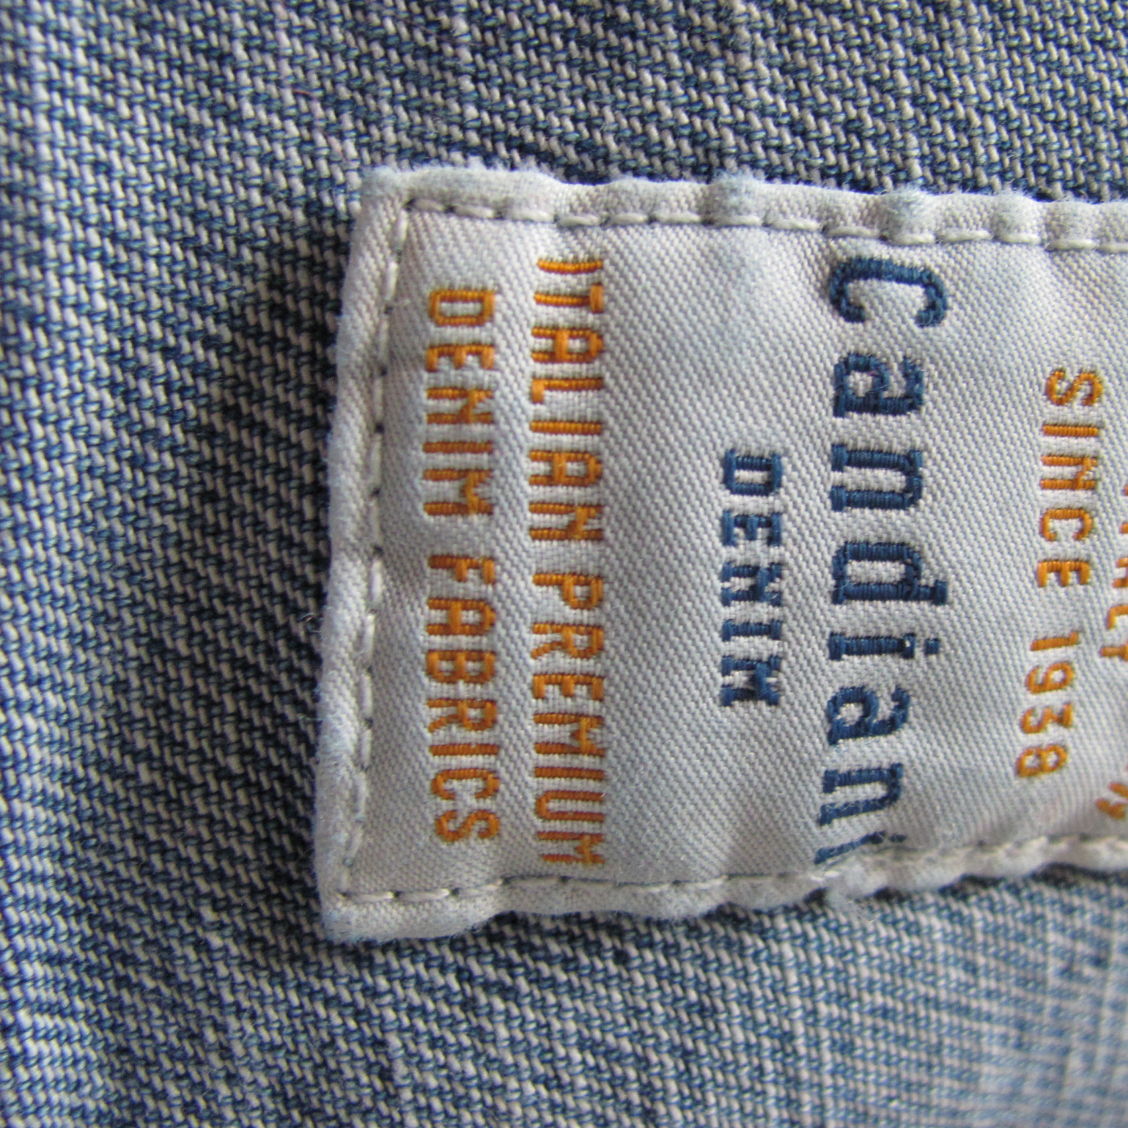 SINCE 1938
candiani
DENIM
ITALIAN PREMIUM
DENIM FABRICS